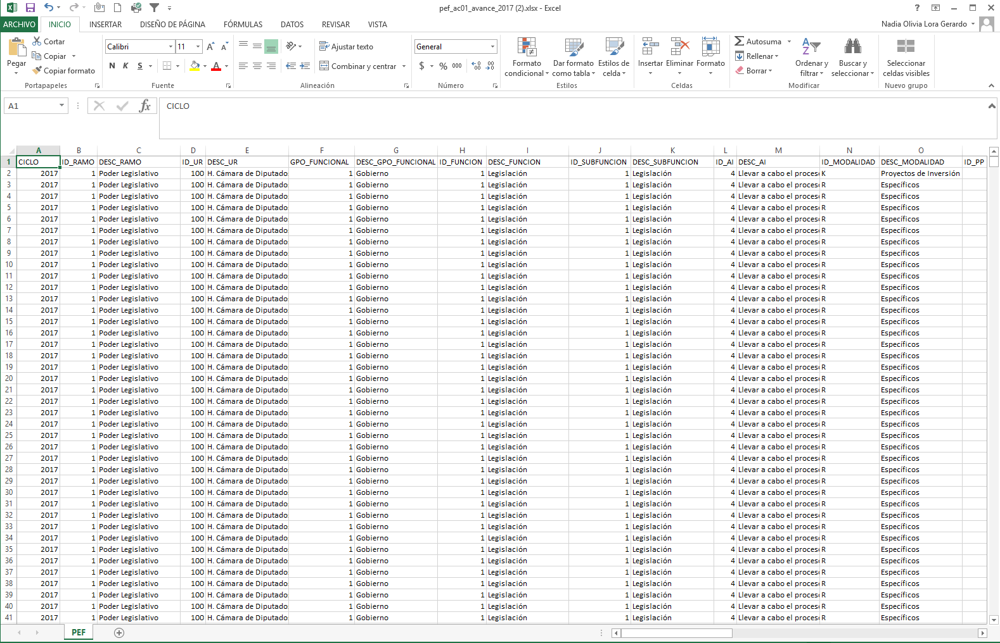 pef_ac01_avance_2017 (2).xlsx - Excel
ARCHIVO INICIO INSERTAR DISEÑO DE PÁGINA FÓRMULAS DATOS REVISAR VISTA Nadia Olivia Lora Gerardo
Pegar Cortar Copiar Copiar formato Portapapeles
Calibri 11 N K S Fuente
Ajustar texto Combinar y centrar Alineación
General $ % 000 Número
Formato condicional Dar formato como tabla Estilos de celda Estilos
Insertar Eliminar Formato Celdas
Autosuma Rellenar Borrar Ordenar y filtrar Buscar y seleccionar Modificar
Seleccionar celdas visibles Nuevo grupo
A1 fx CICLO
A B C D E F G H I J K L M N O
1 CICLO ID_RAMO DESC_RAMO ID_UR DESC_UR GPO_FUNCIONAL DESC_GPO_FUNCIONAL ID_FUNCION DESC_FUNCION ID_SUBFUNCION DESC_SUBFUNCION ID_AI DESC_AI ID_MODALIDAD DESC_MODALIDAD ID_PP
2 2017 1 Poder Legislativo 100 H. Cámara de Diputado 1 Gobierno 1 Legislación 1 Legislación 4 Llevar a cabo el proces K Proyectos de Inversión
3 2017 1 Poder Legislativo 100 H. Cámara de Diputado 1 Gobierno 1 Legislación 1 Legislación 4 Llevar a cabo el proces R Específicos
4 2017 1 Poder Legislativo 100 H. Cámara de Diputado 1 Gobierno 1 Legislación 1 Legislación 4 Llevar a cabo el proces R Específicos
5 2017 1 Poder Legislativo 100 H. Cámara de Diputado 1 Gobierno 1 Legislación 1 Legislación 4 Llevar a cabo el proces R Específicos
6 2017 1 Poder Legislativo 100 H. Cámara de Diputado 1 Gobierno 1 Legislación 1 Legislación 4 Llevar a cabo el proces R Específicos
7 2017 1 Poder Legislativo 100 H. Cámara de Diputado 1 Gobierno 1 Legislación 1 Legislación 4 Llevar a cabo el proces R Específicos
8 2017 1 Poder Legislativo 100 H. Cámara de Diputado 1 Gobierno 1 Legislación 1 Legislación 4 Llevar a cabo el proces R Específicos
9 2017 1 Poder Legislativo 100 H. Cámara de Diputado 1 Gobierno 1 Legislación 1 Legislación 4 Llevar a cabo el proces R Específicos
10 2017 1 Poder Legislativo 100 H. Cámara de Diputado 1 Gobierno 1 Legislación 1 Legislación 4 Llevar a cabo el proces R Específicos
11 2017 1 Poder Legislativo 100 H. Cámara de Diputado 1 Gobierno 1 Legislación 1 Legislación 4 Llevar a cabo el proces R Específicos
12 2017 1 Poder Legislativo 100 H. Cámara de Diputado 1 Gobierno 1 Legislación 1 Legislación 4 Llevar a cabo el proces R Específicos
13 2017 1 Poder Legislativo 100 H. Cámara de Diputado 1 Gobierno 1 Legislación 1 Legislación 4 Llevar a cabo el proces R Específicos
14 2017 1 Poder Legislativo 100 H. Cámara de Diputado 1 Gobierno 1 Legislación 1 Legislación 4 Llevar a cabo el proces R Específicos
15 2017 1 Poder Legislativo 100 H. Cámara de Diputado 1 Gobierno 1 Legislación 1 Legislación 4 Llevar a cabo el proces R Específicos
16 2017 1 Poder Legislativo 100 H. Cámara de Diputado 1 Gobierno 1 Legislación 1 Legislación 4 Llevar a cabo el proces R Específicos
17 2017 1 Poder Legislativo 100 H. Cámara de Diputado 1 Gobierno 1 Legislación 1 Legislación 4 Llevar a cabo el proces R Específicos
18 2017 1 Poder Legislativo 100 H. Cámara de Diputado 1 Gobierno 1 Legislación 1 Legislación 4 Llevar a cabo el proces R Específicos
19 2017 1 Poder Legislativo 100 H. Cámara de Diputado 1 Gobierno 1 Legislación 1 Legislación 4 Llevar a cabo el proces R Específicos
20 2017 1 Poder Legislativo 100 H. Cámara de Diputado 1 Gobierno 1 Legislación 1 Legislación 4 Llevar a cabo el proces R Específicos
21 2017 1 Poder Legislativo 100 H. Cámara de Diputado 1 Gobierno 1 Legislación 1 Legislación 4 Llevar a cabo el proces R Específicos
22 2017 1 Poder Legislativo 100 H. Cámara de Diputado 1 Gobierno 1 Legislación 1 Legislación 4 Llevar a cabo el proces R Específicos
23 2017 1 Poder Legislativo 100 H. Cámara de Diputado 1 Gobierno 1 Legislación 1 Legislación 4 Llevar a cabo el proces R Específicos
24 2017 1 Poder Legislativo 100 H. Cámara de Diputado 1 Gobierno 1 Legislación 1 Legislación 4 Llevar a cabo el proces R Específicos
25 2017 1 Poder Legislativo 100 H. Cámara de Diputado 1 Gobierno 1 Legislación 1 Legislación 4 Llevar a cabo el proces R Específicos
26 2017 1 Poder Legislativo 100 H. Cámara de Diputado 1 Gobierno 1 Legislación 1 Legislación 4 Llevar a cabo el proces R Específicos
27 2017 1 Poder Legislativo 100 H. Cámara de Diputado 1 Gobierno 1 Legislación 1 Legislación 4 Llevar a cabo el proces R Específicos
28 2017 1 Poder Legislativo 100 H. Cámara de Diputado 1 Gobierno 1 Legislación 1 Legislación 4 Llevar a cabo el proces R Específicos
29 2017 1 Poder Legislativo 100 H. Cámara de Diputado 1 Gobierno 1 Legislación 1 Legislación 4 Llevar a cabo el proces R Específicos
30 2017 1 Poder Legislativo 100 H. Cámara de Diputado 1 Gobierno 1 Legislación 1 Legislación 4 Llevar a cabo el proces R Específicos
31 2017 1 Poder Legislativo 100 H. Cámara de Diputado 1 Gobierno 1 Legislación 1 Legislación 4 Llevar a cabo el proces R Específicos
32 2017 1 Poder Legislativo 100 H. Cámara de Diputado 1 Gobierno 1 Legislación 1 Legislación 4 Llevar a cabo el proces R Específicos
33 2017 1 Poder Legislativo 100 H. Cámara de Diputado 1 Gobierno 1 Legislación 1 Legislación 4 Llevar a cabo el proces R Específicos
34 2017 1 Poder Legislativo 100 H. Cámara de Diputado 1 Gobierno 1 Legislación 1 Legislación 4 Llevar a cabo el proces R Específicos
35 2017 1 Poder Legislativo 100 H. Cámara de Diputado 1 Gobierno 1 Legislación 1 Legislación 4 Llevar a cabo el proces R Específicos
36 2017 1 Poder Legislativo 100 H. Cámara de Diputado 1 Gobierno 1 Legislación 1 Legislación 4 Llevar a cabo el proces R Específicos
37 2017 1 Poder Legislativo 100 H. Cámara de Diputado 1 Gobierno 1 Legislación 1 Legislación 4 Llevar a cabo el proces R Específicos
38 2017 1 Poder Legislativo 100 H. Cámara de Diputado 1 Gobierno 1 Legislación 1 Legislación 4 Llevar a cabo el proces R Específicos
39 2017 1 Poder Legislativo 100 H. Cámara de Diputado 1 Gobierno 1 Legislación 1 Legislación 4 Llevar a cabo el proces R Específicos
40 2017 1 Poder Legislativo 100 H. Cámara de Diputado 1 Gobierno 1 Legislación 1 Legislación 4 Llevar a cabo el proces R Específicos
41 2017 1 Poder Legislativo 100 H. Cámara de Diputado 1 Gobierno 1 Legislación 1 Legislación 4 Llevar a cabo el proces R Específicos
PEF